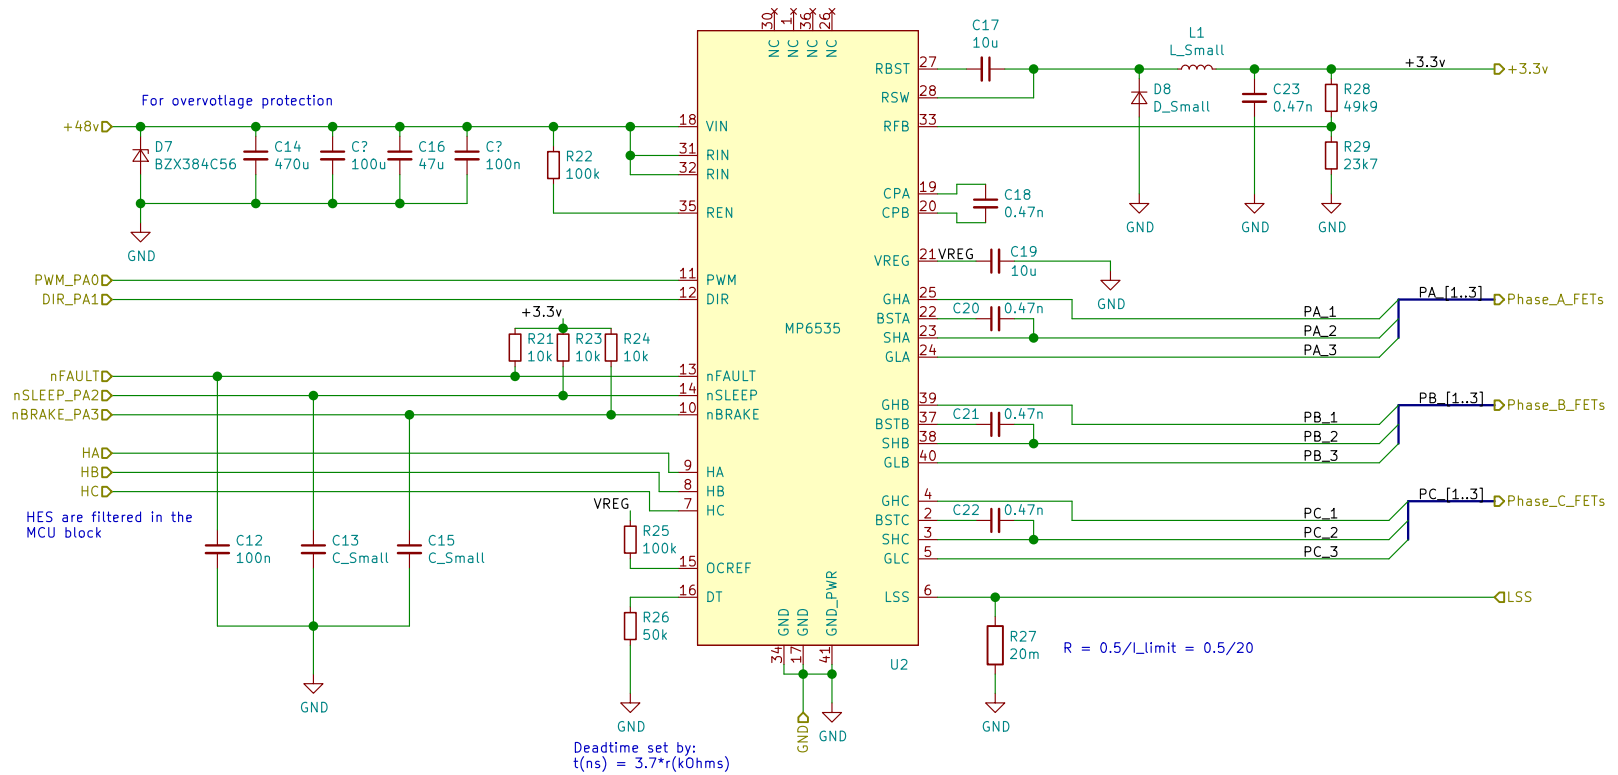 30
1
36
26
NC
NC
NC
NC
C17
10u
L1
L_Small
RBST
27
+3.3v
+3.3v
RSW
28
D8
D_Small
C23
0.47n
R28
49k9
For overvotlage protection
+48v
18
VIN
RFB
33
D7
BZX384C56
C14
470u
C?
100u
C16
47u
C?
100n
R22
100k
31
RIN
32
RIN
R29
23k7
CPA
19
C18
0.47n
35
REN
CPB
20
GND
GND
GND
GND
VREG
21
VREG
C19
10u
GND
PWM_PA0
11
PWM
DIR_PA1
12
DIR
GHA
25
PA_[1..3]
Phase_A_FETs
+3.3v
BSTA
22
C20
0.47n
PA_1
MP6535
SHA
23
PA_2
R21
10k
R23
10k
R24
10k
GLA
24
PA_3
nFAULT
13
nFAULT
nSLEEP_PA2
14
nSLEEP
nBRAKE_PA3
10
nBRAKE
GHB
39
PB_[1..3]
Phase_B_FETs
BSTB
37
C21
0.47n
PB_1
SHB
38
PB_2
GLB
40
PB_3
HA
HB
HC
9
HA
8
HB
7
HC
VREG
HES are filtered in the
MCU block
GHC
4
PC_[1..3]
Phase_C_FETs
BSTC
2
C22
0.47n
PC_1
SHC
3
PC_2
GLC
5
PC_3
C12
100n
C13
C_Small
C15
C_Small
R25
100k
15
OCREF
16
DT
R26
50k
GND
GND
GND_PWR
34
17
41
U2
LSS
6
LSS
R27
20m
R = 0.5/I_limit = 0.5/20
GND
GND
GND
GND
GND
Deadtime set by:
t(ns) = 3.7*r(kOhms)